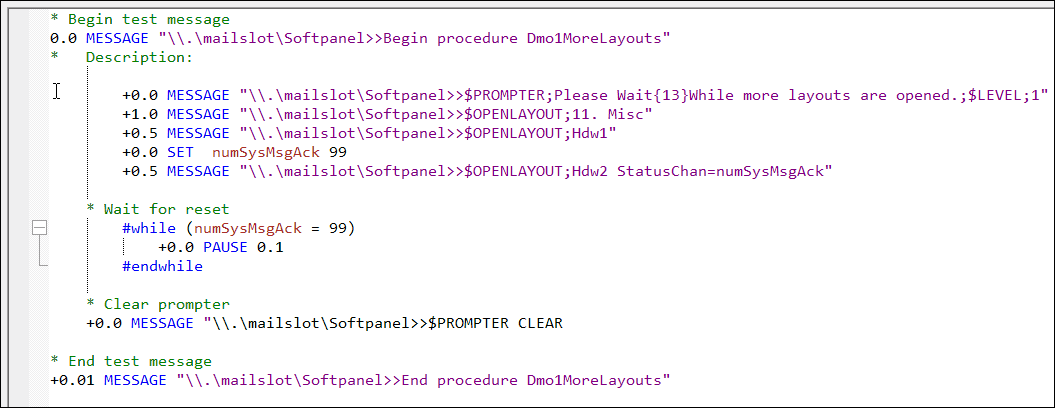 * Begin test message
0.0 MESSAGE "\\.\mailslot\Softpanel>>Begin procedure Dmo1MoreLayouts"
*   Description:
+0.0 MESSAGE "\\.\mailslot\Softpanel>>$PROMPTER;Please Wait{13}While more layouts are opened.;$LEVEL;1"
+1.0 MESSAGE "\\.\mailslot\Softpanel>>$OPENLAYOUT;11. Misc"
+0.5 MESSAGE "\\.\mailslot\Softpanel>>$OPENLAYOUT;Hdw1"
+0.0 SET  numSysMsgAck 99
+0.5 MESSAGE "\\.\mailslot\Softpanel>>$OPENLAYOUT;Hdw2 StatusChan=numSysMsgAck"
* Wait for reset
#while (numSysMsgAck = 99)
+0.0 PAUSE 0.1
#endwhile
* Clear prompter
+0.0 MESSAGE "\\.\mailslot\Softpanel>>$PROMPTER CLEAR
* End test message
+0.01 MESSAGE "\\.\mailslot\Softpanel>>End procedure Dmo1MoreLayouts"